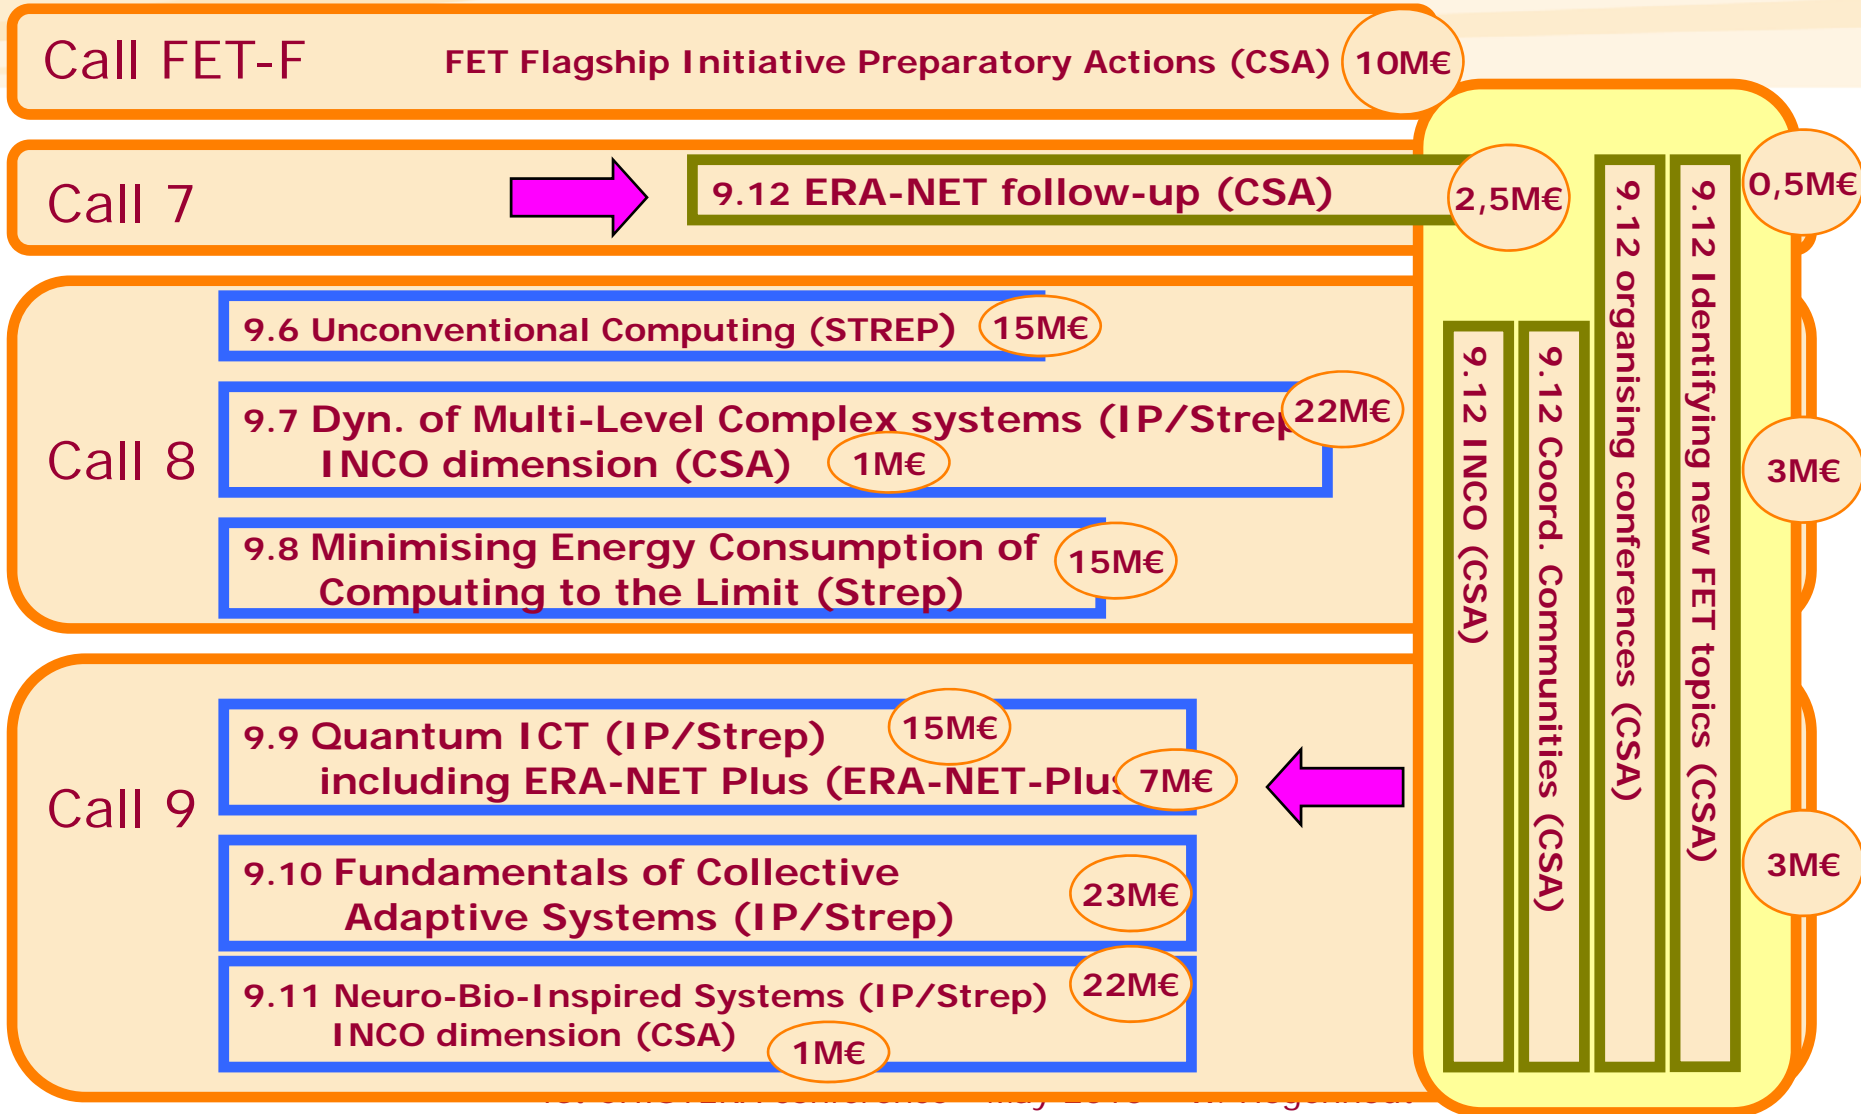 Call FET-F
FET Flagship Initiative Preparatory Actions (CSA)
10M€
Call 7
9.12 ERA-NET follow-up (CSA)
2,5M€
0,5M€
Call 8
9.6 Unconventional Computing (STREP)
15M€
9.7 Dyn. of Multi-Level Complex systems (IP/Strep
22M€
INCO dimension (CSA)
1M€
9.8 Minimising Energy Consumption of
Computing to the Limit (Strep)
15M€
3M€
Call 9
9.9 Quantum ICT (IP/Strep)
15M€
including ERA-NET Plus (ERA-NET-Plus
7M€
9.10 Fundamentals of Collective
Adaptive Systems (IP/Strep)
23M€
9.11 Neuro-Bio-Inspired Systems (IP/Strep)
22M€
INCO dimension (CSA)
1M€
3M€
9.12 INCO (CSA)
9.12 Coord. Communities (CSA)
9.12 organising conferences (CSA)
9.12 Identifying new FET topics (CSA)